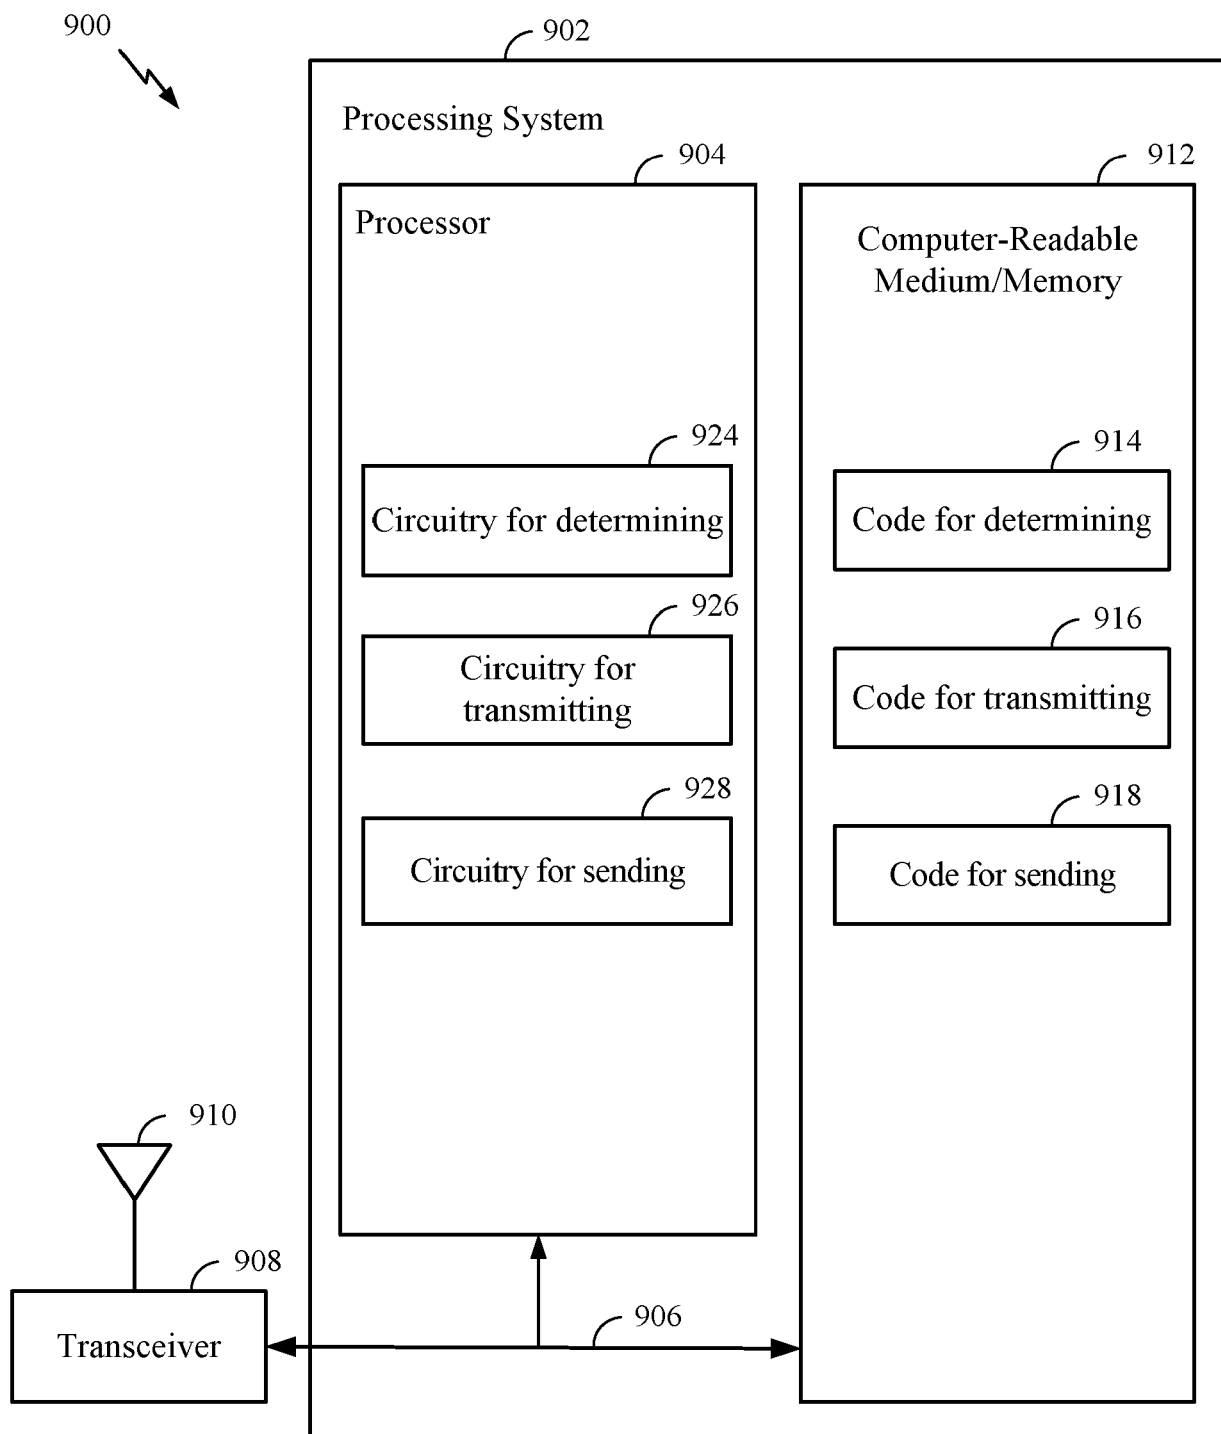 900
902
Processing System
904
912
Processor
Computer-Readable
Medium/Memory
924
914
Circuitry for determining
Code for determining
926
916
Circuitry for
transmitting
Code for transmitting
928
918
Circuitry for sending
Code for sending
910
908
906
Transceiver